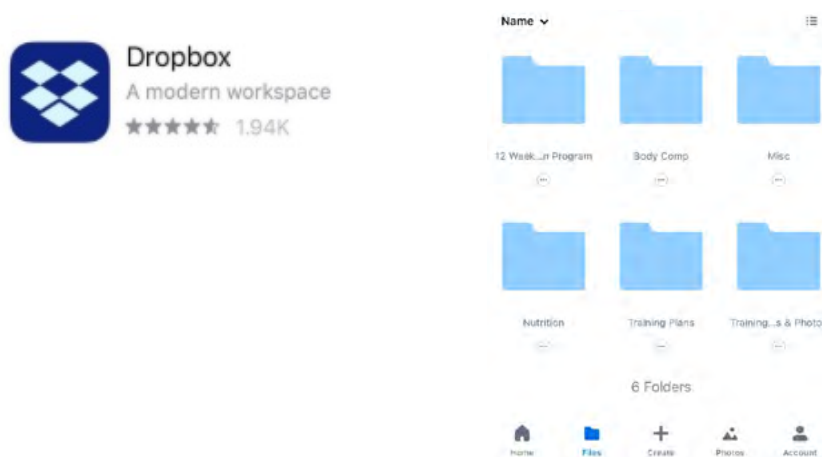 Dropbox
A modern workspace
1.94K
Name
12 Week...n Program
Body Comp
Misc
Nutrition
Training Plans
Training...s & Photo
6 Folders
Home
Files
Create
Photos
Account